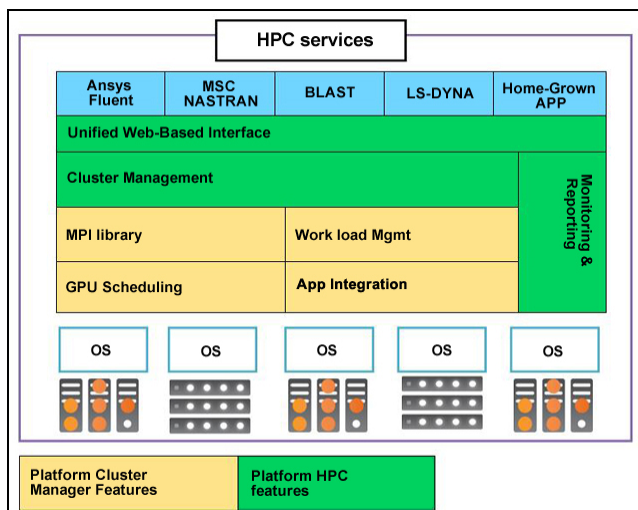 HPC services
Ansys
Fluent
MSC
NASTRAN
BLAST
LS-DYNA
Home-Grown
APP
Unified Web-Based Interface
Cluster Management
Monitoring &
Reporting
MPI library
Work load Mgmt
GPU Scheduling
App Integration
OS
OS
OS
OS
OS
Platform Cluster
Manager Features
Platform HPC
features